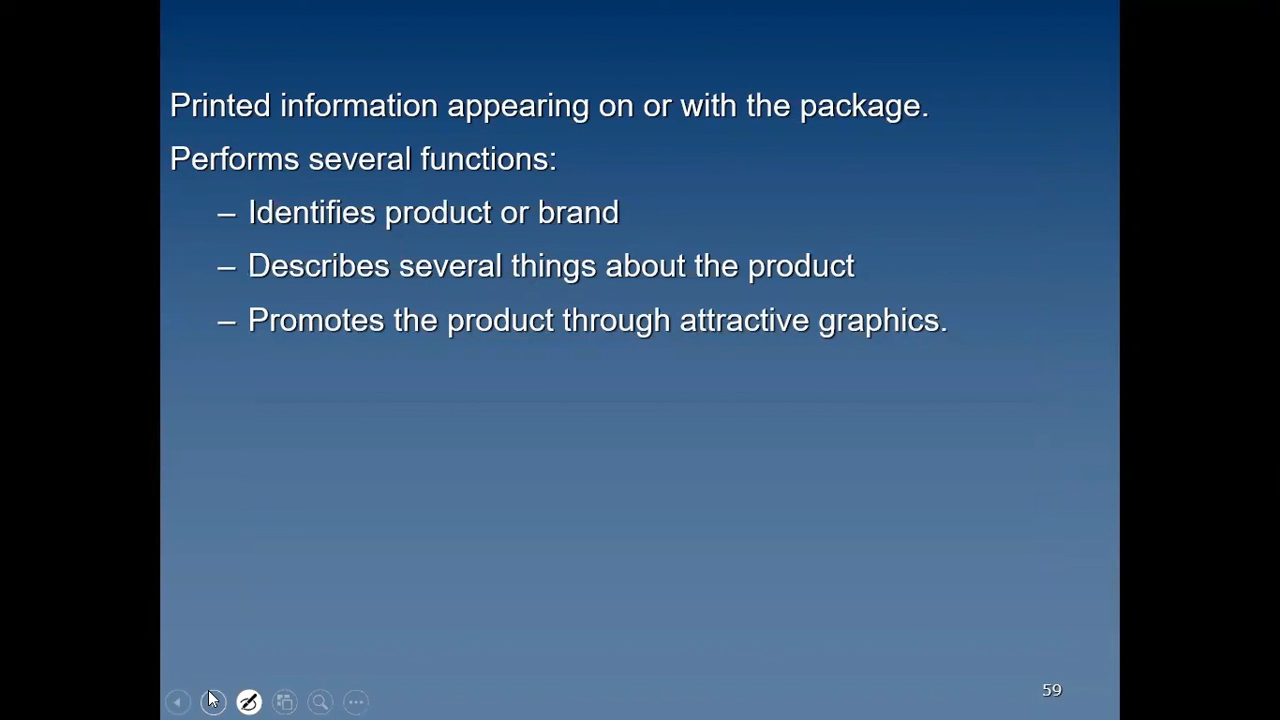 Printed information appearing on or with the package.
Performs several functions:
– Identifies product or brand
– Describes several things about the product
– Promotes the product through attractive graphics.
59